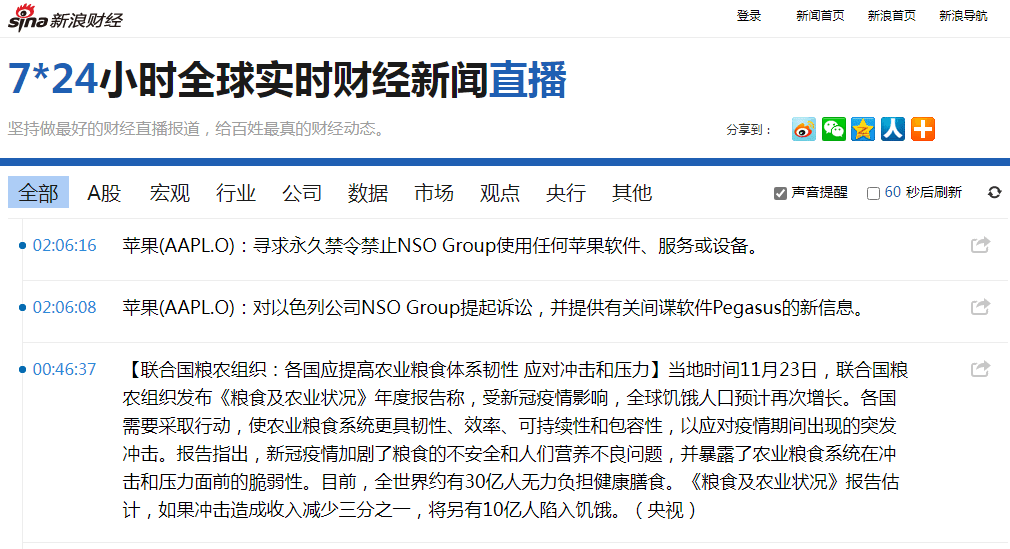 sina新浪财经 登录 新闻首页 新浪首页 新浪导航
7*24小时全球实时财经新闻直播
坚持做最好的财经直播报道，给百姓最真的财经动态。 分享到：
全部 A股 宏观 行业 公司 数据 市场 观点 央行 其他 声音提醒 60 秒后刷新
02:06:16 苹果(AAPL.O)：寻求永久禁令禁止NSO Group使用任何苹果软件、服务或设备。
02:06:08 苹果(AAPL.O)：对以色列公司NSO Group提起诉讼，并提供有关间谍软件Pegasus的新信息。
00:46:37 【联合国粮农组织：各国应提高农业粮食体系韧性 应对冲击和压力】当地时间11月23日，联合国粮
农组织发布《粮食及农业状况》年度报告称，受新冠疫情影响，全球饥饿人口预计再次增长。各国
需要采取行动，使农业粮食系统更具韧性、效率、可持续性和包容性，以应对疫情期间出现的突发
冲击。报告指出，新冠疫情加剧了粮食的不安全和人们营养不良问题，并暴露了农业粮食系统在冲
击和压力面前的脆弱性。目前，全世界约有30亿人无力负担健康膳食。《粮食及农业状况》报告估
计，如果冲击造成收入减少三分之一，将另有10亿人陷入饥饿。（央视）